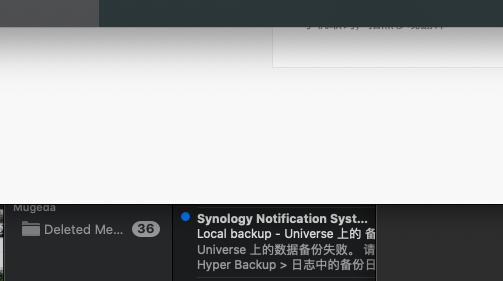 Mugeda
Deleted Me...
36
Synology Notification Syst...
Local backup - Universe 上的 备
Universe 上的数据备份失败。 请
Hyper Backup > 日志中的备份日